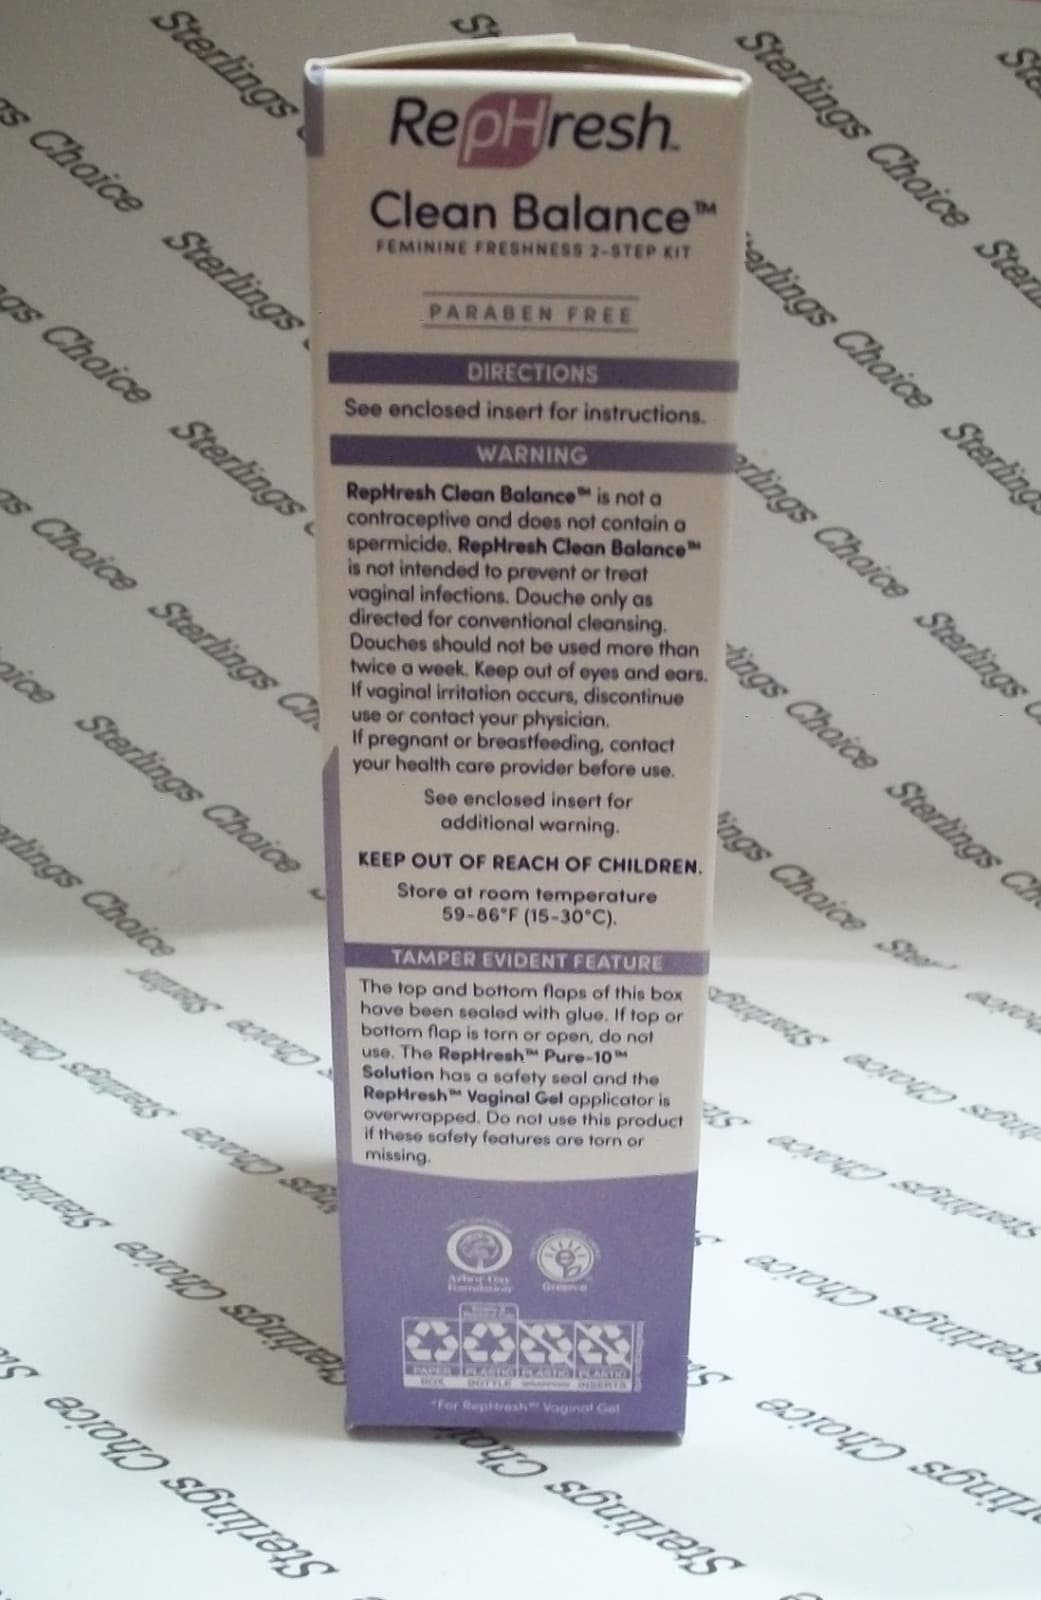 RepHresh™
Clean Balance™
FEMININE FRESHNESS 2-STEP KIT
PARABEN FREE
DIRECTIONS
See enclosed insert for instructions.
WARNING
RepHresh Clean Balance™ is not a
contraceptive and does not contain a
spermicide. RepHresh Clean Balance™
is not intended to prevent or treat
vaginal infections. Douche only as
directed for conventional cleansing.
Douches should not be used more than
twice a week. Keep out of eyes and ears.
If vaginal irritation occurs, discontinue
use or contact your physician.
If pregnant or breastfeeding, contact
your health care provider before use.
See enclosed insert for
additional warning.
KEEP OUT OF REACH OF CHILDREN.
Store at room temperature
59-86°F (15-30°C).
TAMPER EVIDENT FEATURE
The top and bottom flaps of this box
have been sealed with glue. If top or
bottom flap is torn or open, do not
use. The RepHresh™ Pure-10™
Solution has a safety seal and the
RepHresh™ Vaginal Gel applicator is
overwrapped. Do not use this product
if these safety features are torn or
missing.
Arbor Day
Foundation
Green-e
PAPER PLASTIC PLASTIC PLASTIC
BOX BOTTLE INSERTS
*For RepHresh™ Vaginal Gel
Sterlings Choice